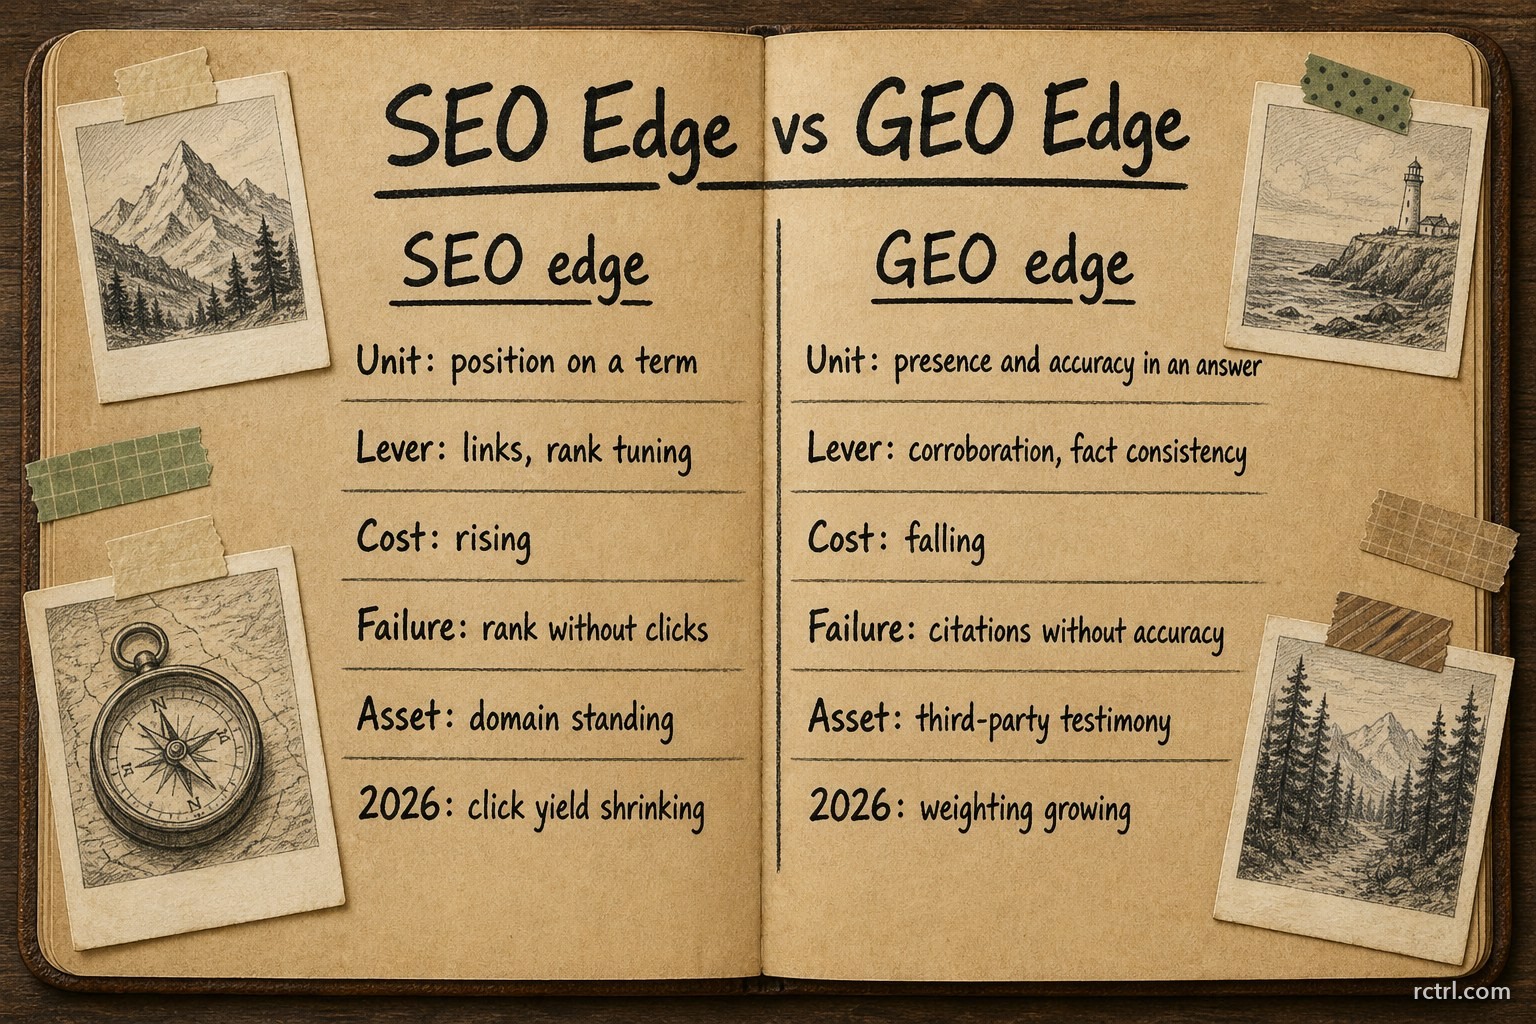 SEO Edge vs GEO Edge
SEO edge
Unit: position on a term
Lever: links, rank tuning
Cost: rising
Failure: rank without clicks
Asset: domain standing
2026: click yield shrinking
GEO edge
Unit: presence and accuracy in an answer
Lever: corroboration, fact consistency
Cost: falling
Failure: citations without accuracy
Asset: third-party testimony
2026: weighting growing
N
N
rctrl.com